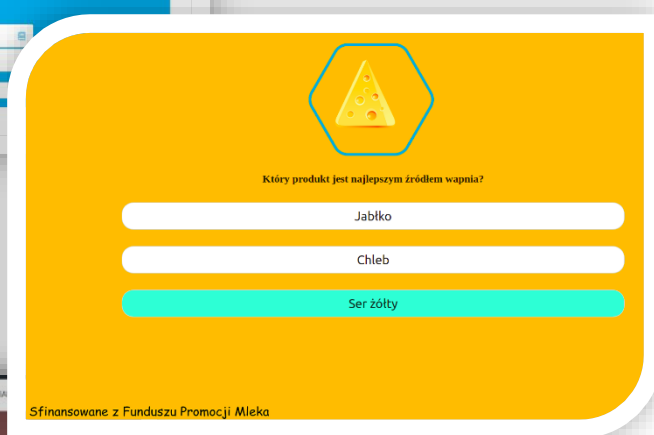 Który produkt jest najlepszym źródłem wapnia?
Jabłko
Chleb
Ser żółty
Sfinansowane z Funduszu Promocji Mleka